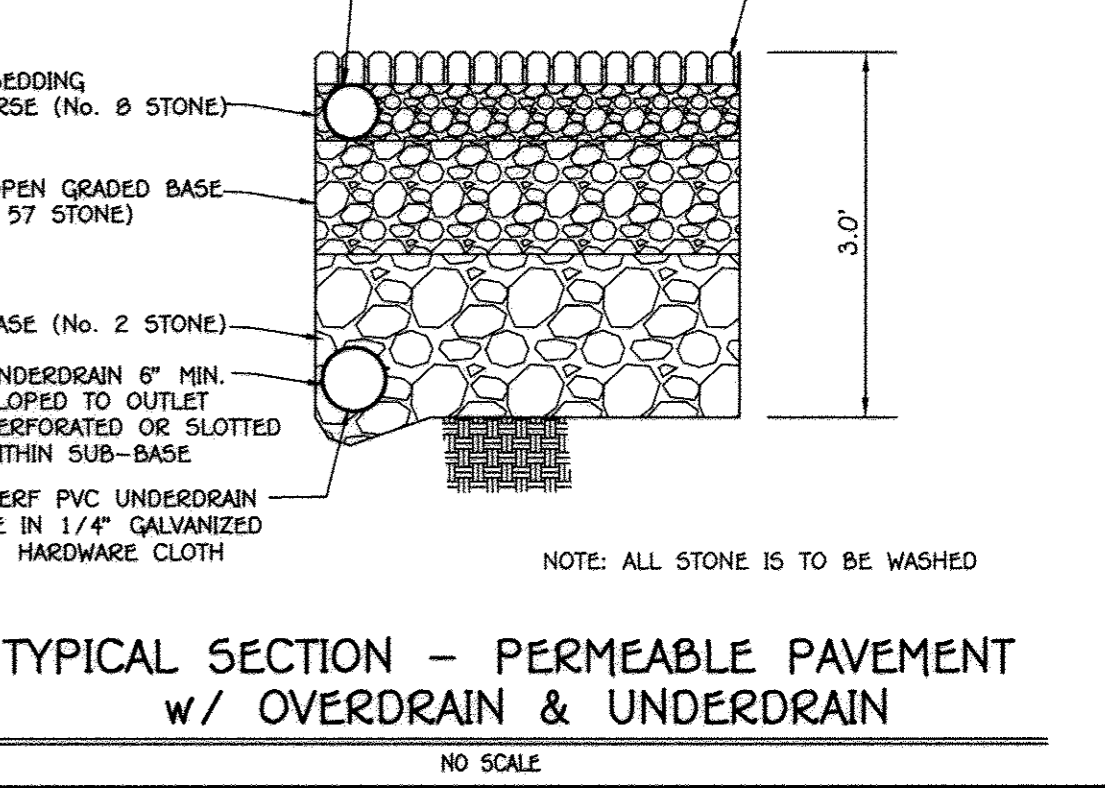 EDDING
RSE (No. 8 STONE)
PEN GRADED BASE
57 STONE)
3.0'
ASE (No. 2 STONE)
NDERDRAIN 6" MIN.
LOPED TO OUTLET
ERFORATED OR SLOTTED
ITHIN SUB-BASE
ERF PVC UNDERDRAIN
E IN 1/4" GALVANIZED
HARDWARE CLOTH
NOTE: ALL STONE IS TO BE WASHED
TYPICAL SECTION - PERMEABLE PAVEMENT
w/ OVERDRAIN & UNDERDRAIN
NO SCALE